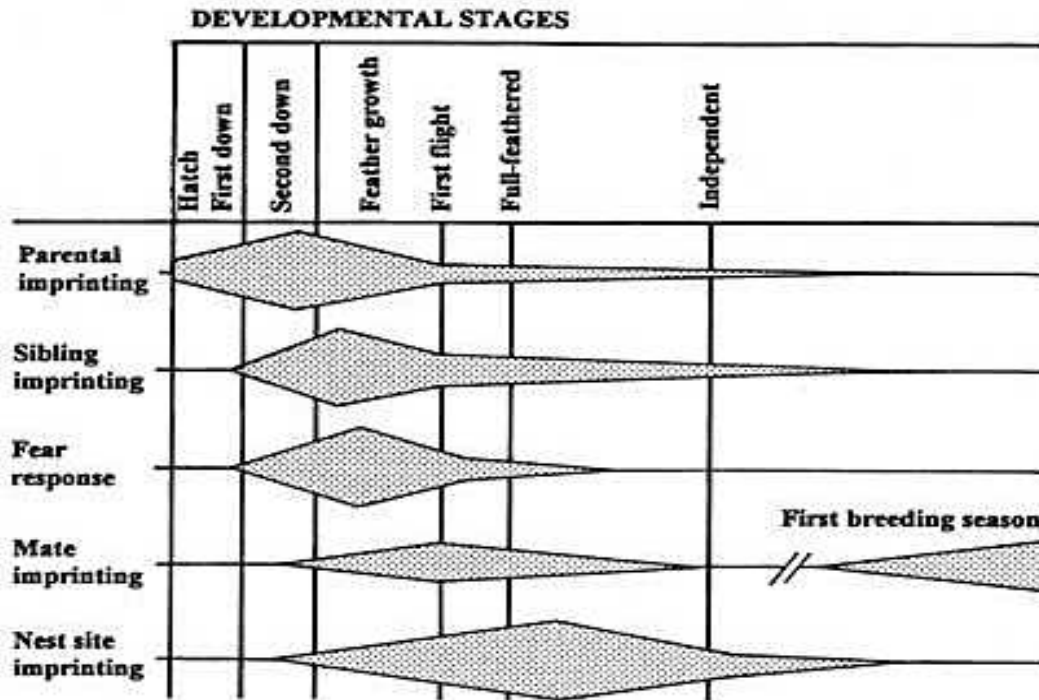 DEVELOPMENTAL STAGES
Hatch
First down
Second down
Feather growth
First flight
Full-feathered
Independent
Parental
imprinting
Sibling
imprinting
Fear
response
First breeding season
Mate
imprinting
Nest site
imprinting